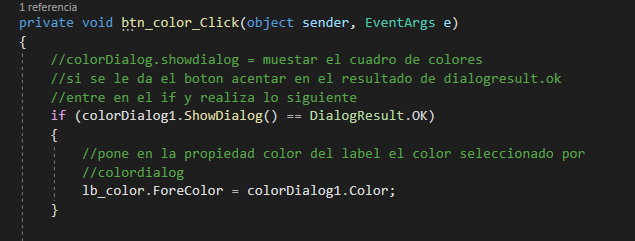 1 referencia
private void btn_color_Click(object sender, EventArgs e)
{
//colorDialog.showdialog = muestar el cuadro de colores
//si se le da el boton acentar en el resultado de dialogresult.ok
//entre en el if y realiza lo siguiente
if (colorDialog1.ShowDialog() == DialogResult.OK)
{
//pone en la propiedad color del label el color seleccionado por
//colordialog
lb_color.ForeColor = colorDialog1.Color;
}